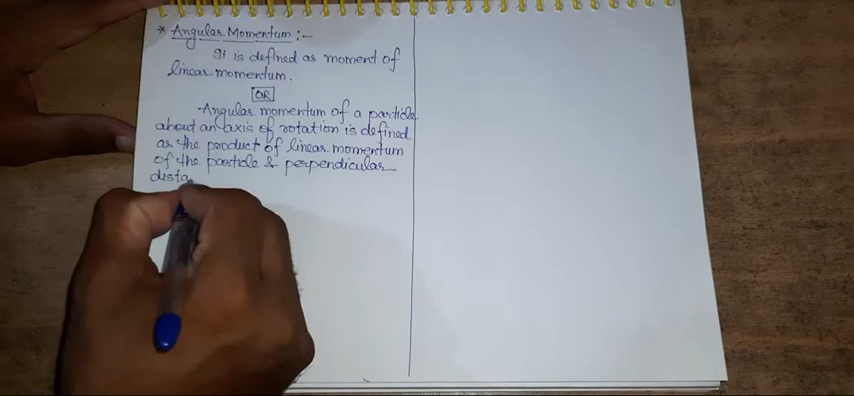 * Angular Momentum :-
It is defined as moment of
linear momentum.
OR
Angular momentum of a particle
about an axis of rotation is defined
as the product of linear momentum
of the particle & perpendicular
dista